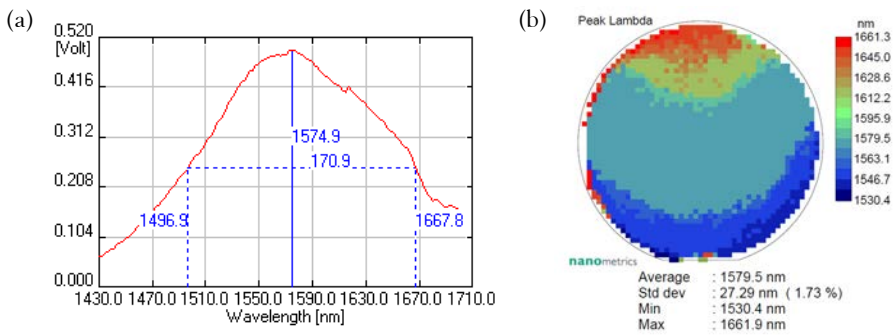 (a)
0.520
[Volt]
0.416
0.312
0.208
0.104
0.000
1574.9
170.9
1496.9
1667.8
1430.0 1470.0 1510.0 1550.0 1590.0 1630.0 1670.0 1710.0
Wavelength [nm]
(b)
Peak Lambda
nm
1661.3
1645.0
1628.6
1612.2
1595.9
1579.5
1563.1
1546.7
1530.4
nanometrics
Average : 1579.5 nm
Std dev : 27.29 nm ( 1.73 %)
Min : 1530.4 nm
Max : 1661.9 nm